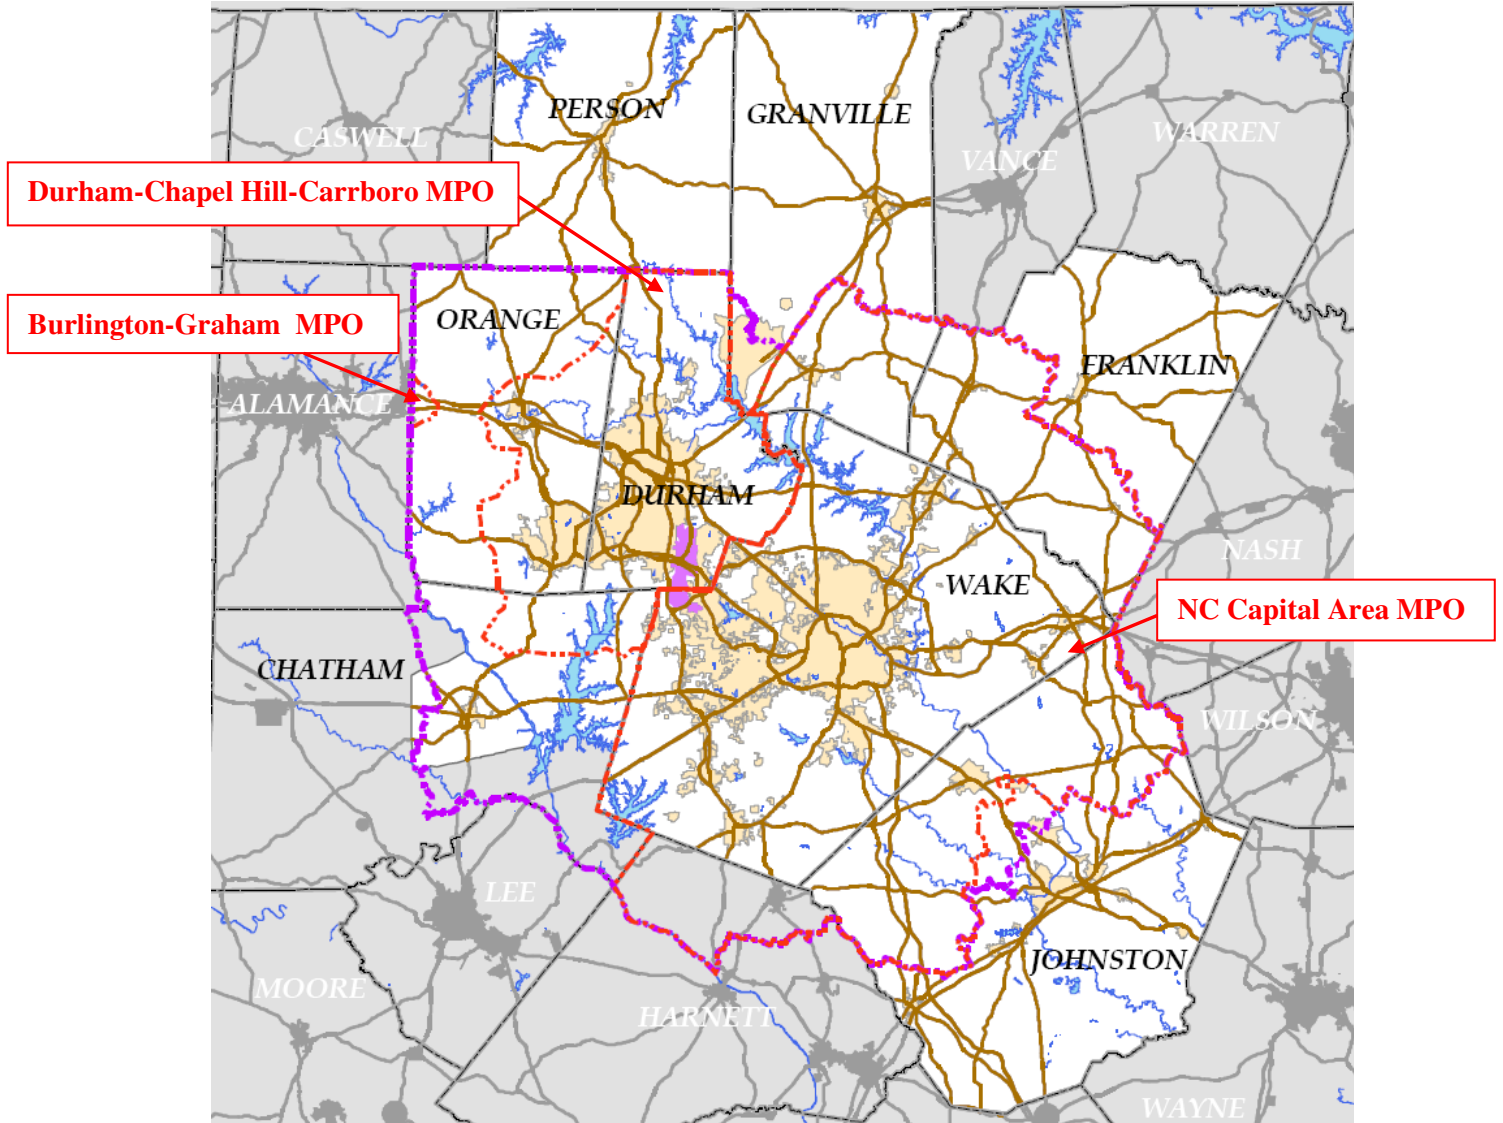 PERSON
GRANVILLE
CASWELL
WARREN
VANCE
Durham-Chapel Hill-Carrboro MPO
Burlington-Graham MPO
ORANGE
FRANKLIN
ALAMANCE
DURHAM
NASH
WAKE
NC Capital Area MPO
CHATHAM
WILSON
LEE
JOHNSTON
MOORE
HARNETT
WAYNE